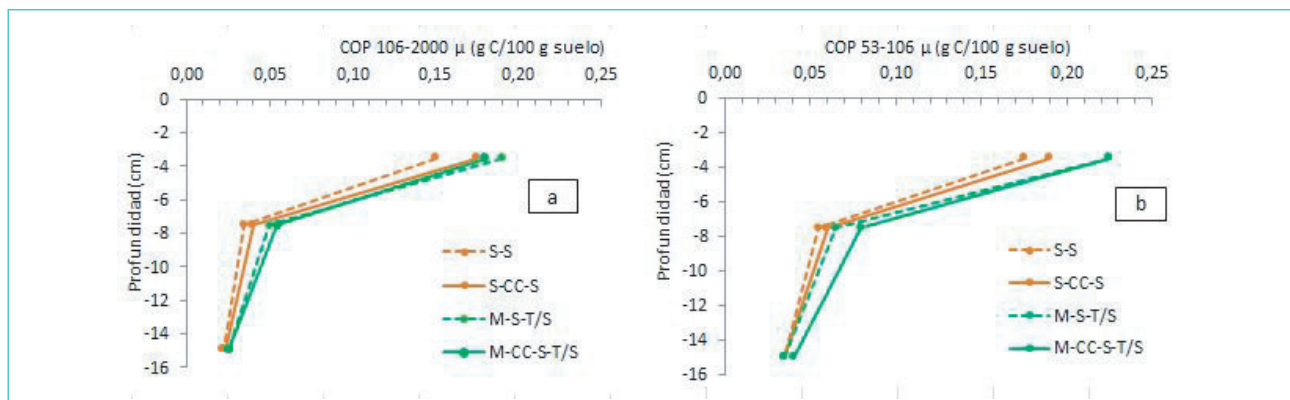 COP 106-2000 µ (g C/100 g suelo)
0,00 0,05 0,10 0,15 0,20 0,25
0
-2
-4
-6
-8
-10
-12
-14
-16
Profundidad (cm)
a
S-S
S-CC-S
M-S-T/S
M-CC-S-T/S
COP 53-106 µ (g C/100 g suelo)
0,00 0,05 0,10 0,15 0,20 0,25
0
-2
-4
-6
-8
-10
-12
-14
-16
Profundidad (cm)
b
S-S
S-CC-S
M-S-T/S
M-CC-S-T/S